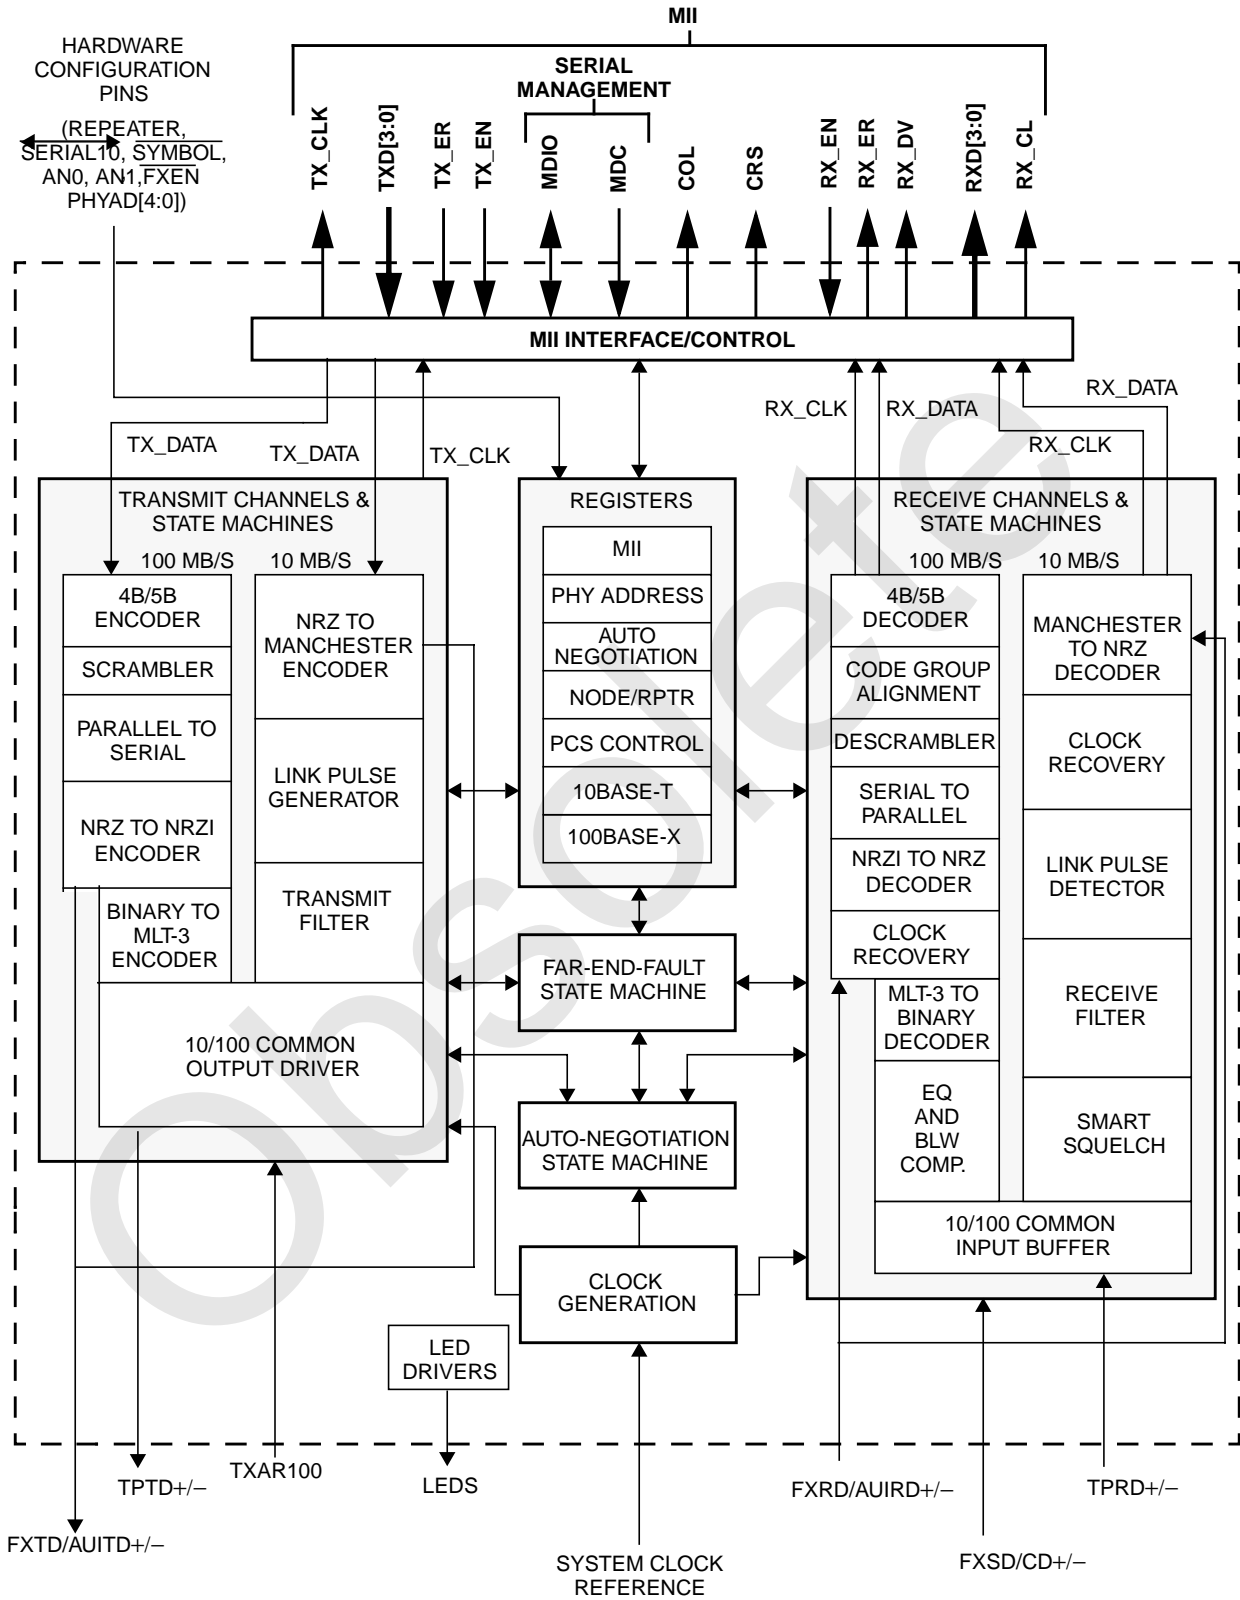 MII
HARDWARE
CONFIGURATION
PINS
(REPEATER,
SERIAL10, SYMBOL,
AN0, AN1,FXEN
PHYAD[4:0])
SERIAL
MANAGEMENT
TX_CLK
TXD[3:0]
TX_ER
TX_EN
MDIO
MDC
COL
CRS
RX_EN
RX_ER
RX_DV
RXD[3:0]
RX_CL
MII INTERFACE/CONTROL
TX_DATA
TX_DATA
TX_CLK
RX_CLK
RX_DATA
RX_CLK
RX_DATA
TRANSMIT CHANNELS &
STATE MACHINES
100 MB/S
10 MB/S
4B/5B
ENCODER
SCRAMBLER
PARALLEL TO
SERIAL
NRZ TO NRZI
ENCODER
BINARY TO
MLT-3
ENCODER
NRZ TO
MANCHESTER
ENCODER
LINK PULSE
GENERATOR
TRANSMIT
FILTER
10/100 COMMON
OUTPUT DRIVER
REGISTERS
MII
PHY ADDRESS
AUTO
NEGOTIATION
NODE/RPTR
PCS CONTROL
10BASE-T
100BASE-X
FAR-END-FAULT
STATE MACHINE
AUTO-NEGOTIATION
STATE MACHINE
CLOCK
GENERATION
LED
DRIVERS
RECEIVE CHANNELS &
STATE MACHINES
100 MB/S
10 MB/S
4B/5B
DECODER
CODE GROUP
ALIGNMENT
DESCRAMBLER
SERIAL TO
PARALLEL
NRZI TO NRZ
DECODER
CLOCK
RECOVERY
MLT-3 TO
BINARY
DECODER
EQ
AND
BLW
COMP.
MANCHESTER
TO NRZ
DECODER
CLOCK
RECOVERY
LINK PULSE
DETECTOR
RECEIVE
FILTER
SMART
SQUELCH
10/100 COMMON
INPUT BUFFER
TPTD+/−
TXAR100
LEDS
FXRD/AUIRD+/−
TPRD+/−
FXTD/AUITD+/−
SYSTEM CLOCK
REFERENCE
FXSD/CD+/−
Obsolete